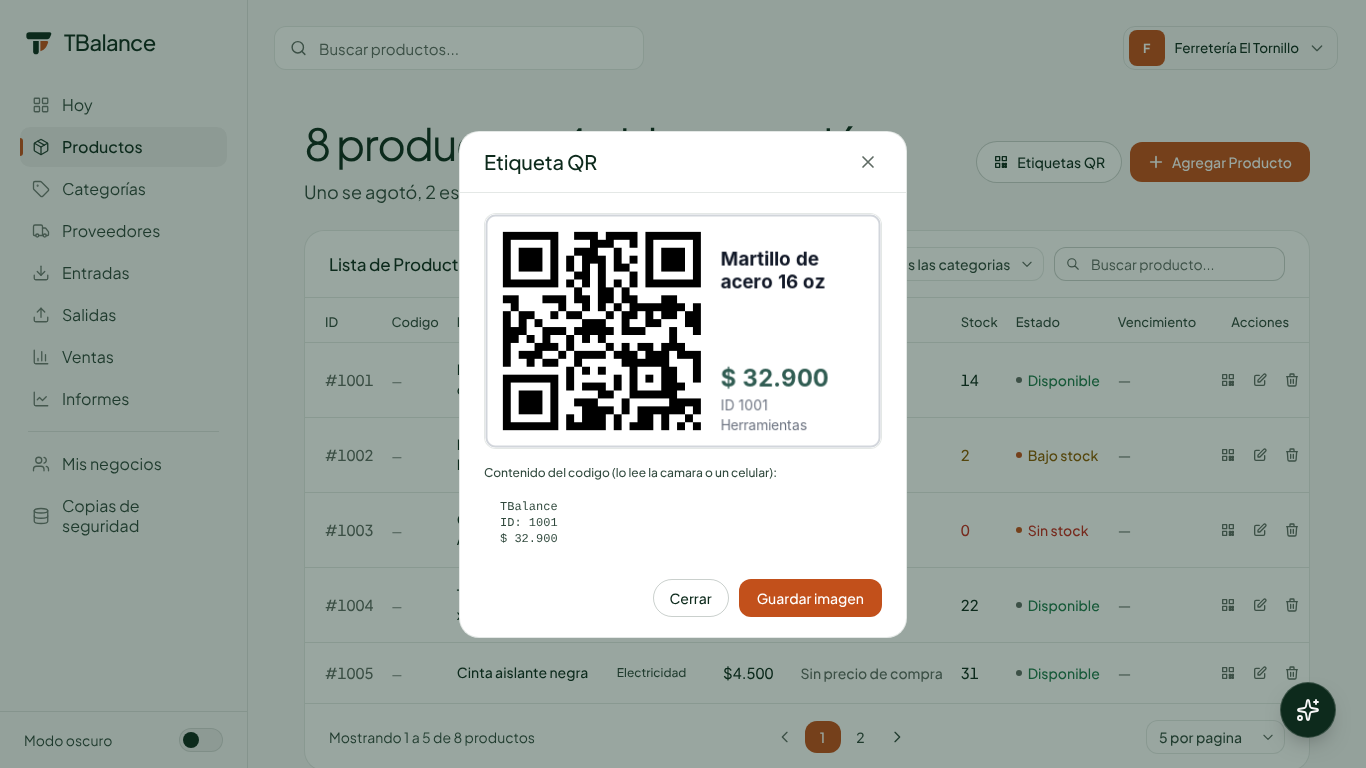 TBalance
Buscar productos...
F
Ferretería El Tornillo
Hoy
Productos
Categorías
Proveedores
Entradas
Salidas
Ventas
Informes
Mis negocios
Copias de
seguridad
Modo oscuro
8
Uno se agotó, 2
Etiquetas QR
Agregar Producto
Lista de
las categorias
Buscar producto...
ID
Codigo
Stock
Estado
Vencimiento
Acciones
#1001
—
14
Disponible
—
#1002
—
2
Bajo stock
—
#1003
—
0
Sin stock
—
#1004
—
22
Disponible
—
#1005
—
Cinta aislante negra
Electricidad
$4.500
Sin precio de compra
31
Disponible
—
Mostrando 1 a 5 de 8 productos
1
2
5 por pagina
Etiqueta QR
Martillo de
acero 16 oz
$ 32.900
ID 1001
Herramientas
Contenido del codigo (lo lee la camara o un celular):
TBalance
ID: 1001
$ 32.900
Cerrar
Guardar imagen